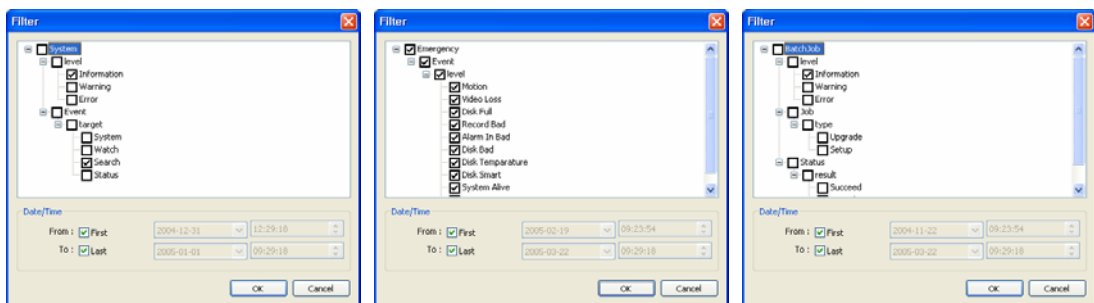 Filter
System
level
Information
Warning
Error
Event
target
System
Watch
Search
Status
Date/Time
From : First 2004-12-31 12:29:18
To : Last 2005-01-01 09:29:18
OK Cancel
Filter
Emergency
Event
level
Motion
Video Loss
Disk Full
Record Bad
Alarm In Bad
Disk Bad
Disk Temparature
Disk Smart
System Alive
Date/Time
From : First 2005-02-19 09:23:54
To : Last 2005-03-22 09:29:18
OK Cancel
Filter
BatchJob
level
Information
Warning
Error
Job
type
Upgrade
Setup
Status
result
Succeed
Date/Time
From : First 2004-11-22 09:23:54
To : Last 2005-03-22 09:29:18
OK Cancel